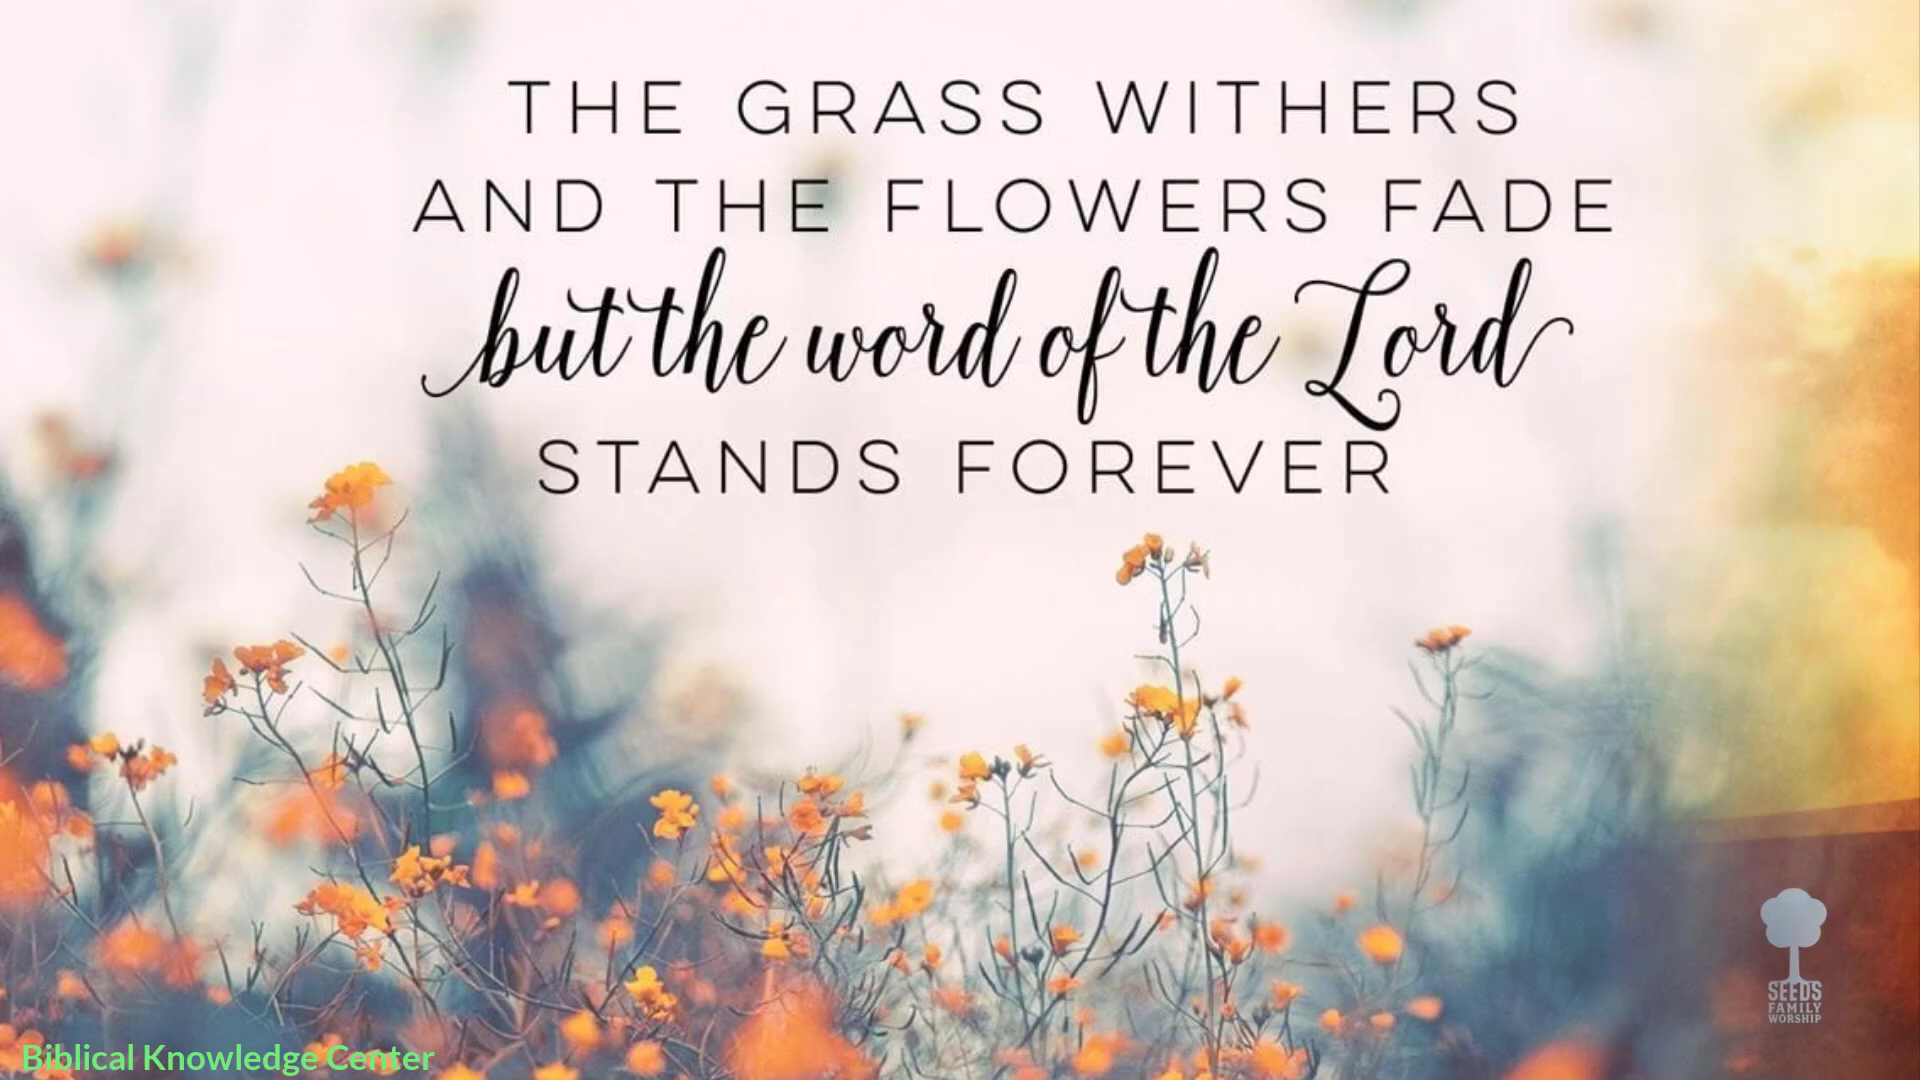 THE GRASS WITHERS
AND THE FLOWERS FADE
but the word of the Lord
STANDS FOREVER
SEEDS
FAMILY
WORSHIP
Biblical Knowledge Center